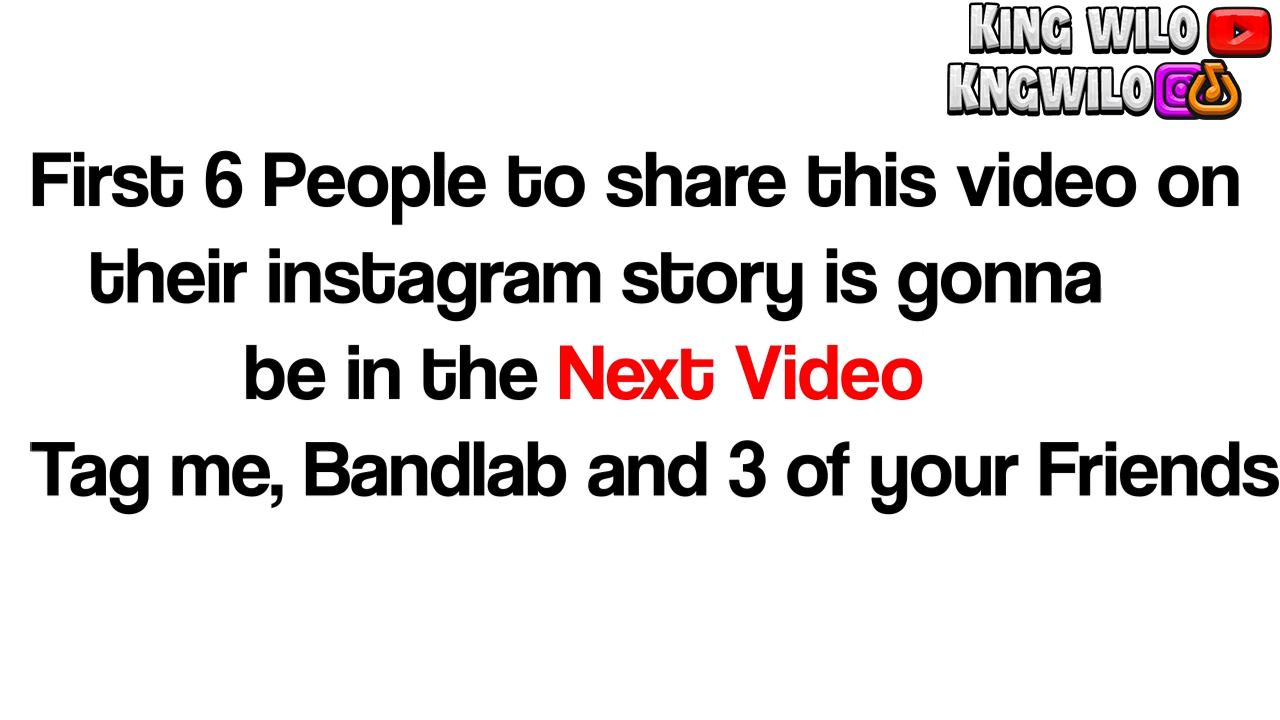 KING WILO
KNGWILO
First 6 People to share this video on
their instagram story is gonna
be in the Next Video
Tag me, Bandlab and 3 of your Friends